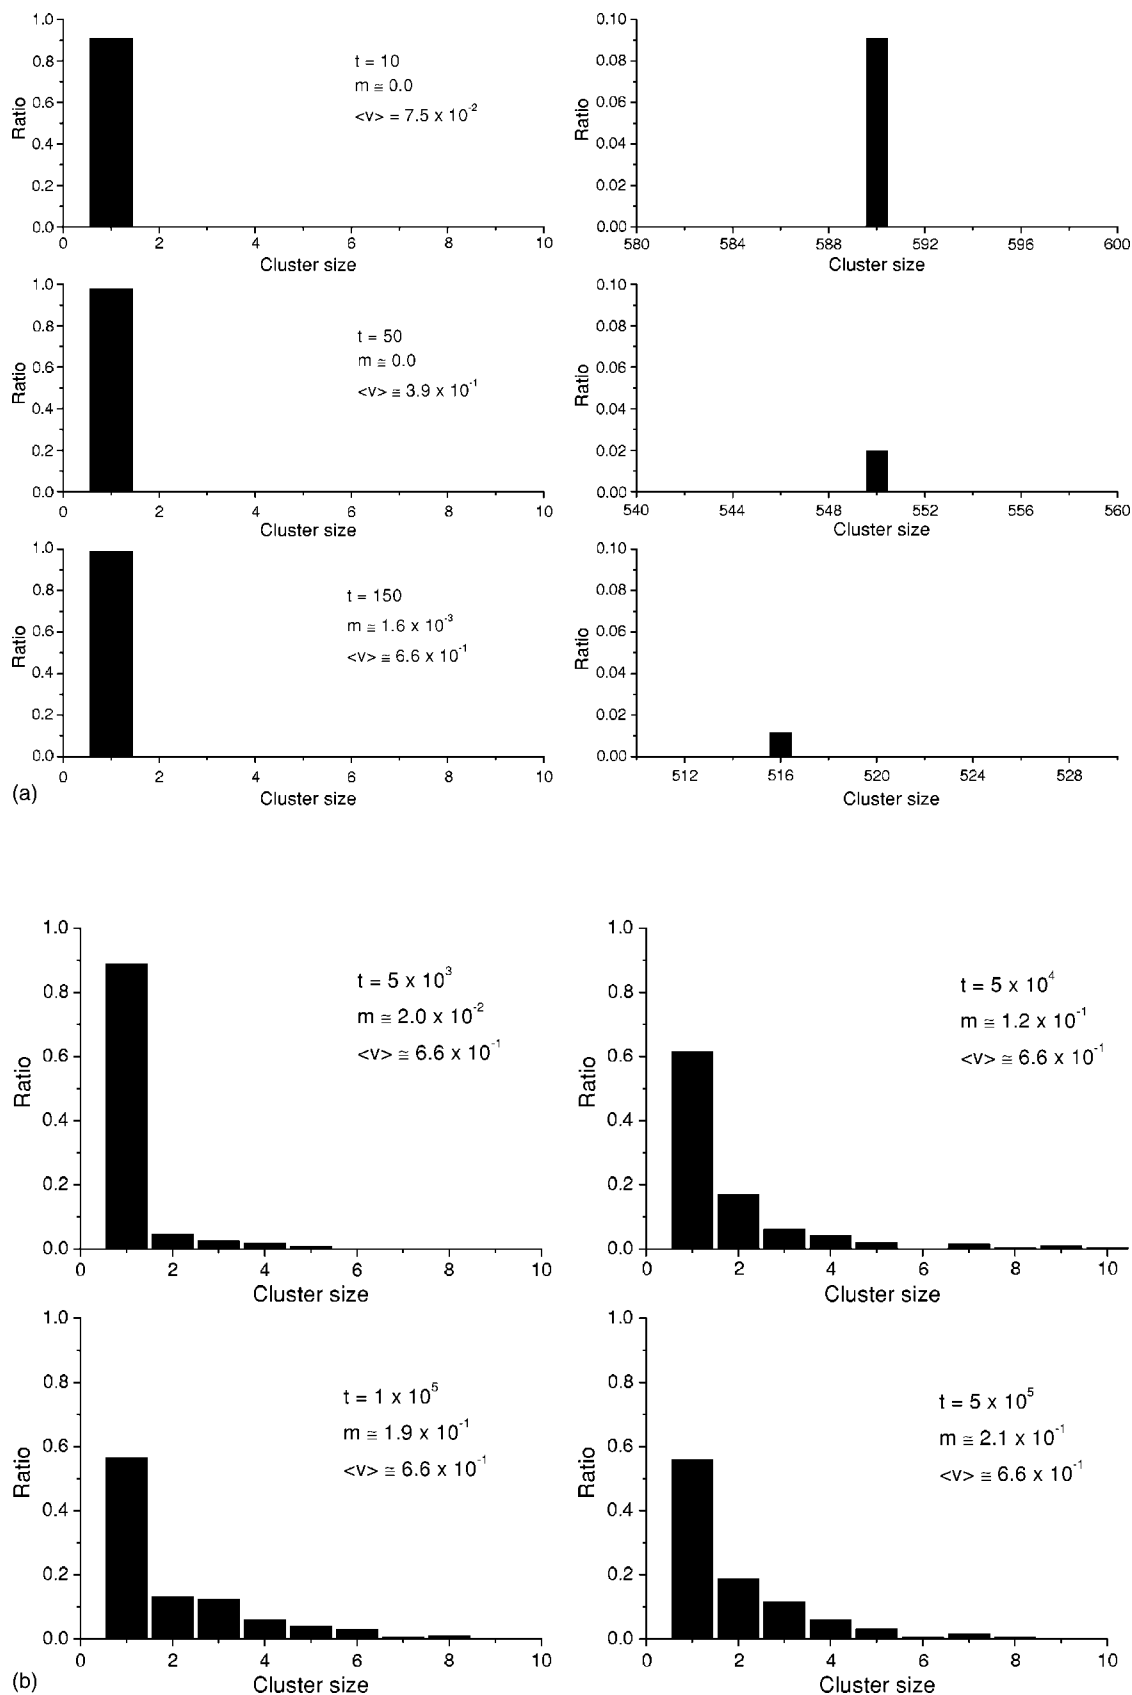 1.0
0.8
0.6
0.4
0.2
0.0
Ratio
0 2 4 6 8 10
Cluster size
t = 10
m ≅ 0.0
<v> = 7.5 x 10⁻²
0.10
0.08
0.06
0.04
0.02
0.00
Ratio
580 584 588 592 596 600
Cluster size
1.0
0.8
0.6
0.4
0.2
0.0
Ratio
0 2 4 6 8 10
Cluster size
t = 50
m ≅ 0.0
<v> ≅ 3.9 x 10⁻¹
0.10
0.08
0.06
0.04
0.02
0.00
Ratio
540 544 548 552 556 560
Cluster size
1.0
0.8
0.6
0.4
0.2
0.0
Ratio
0 2 4 6 8 10
Cluster size
t = 150
m ≅ 1.6 x 10⁻³
<v> ≅ 6.6 x 10⁻¹
0.10
0.08
0.06
0.04
0.02
0.00
Ratio
512 516 520 524 528
Cluster size
(a)
1.0
0.8
0.6
0.4
0.2
0.0
Ratio
0 2 4 6 8 10
Cluster size
t = 5 x 10³
m ≅ 2.0 x 10⁻²
<v> ≅ 6.6 x 10⁻¹
1.0
0.8
0.6
0.4
0.2
0.0
Ratio
0 2 4 6 8 10
Cluster size
t = 5 x 10⁴
m ≅ 1.2 x 10⁻¹
<v> ≅ 6.6 x 10⁻¹
1.0
0.8
0.6
0.4
0.2
0.0
Ratio
0 2 4 6 8 10
Cluster size
t = 1 x 10⁵
m ≅ 1.9 x 10⁻¹
<v> ≅ 6.6 x 10⁻¹
1.0
0.8
0.6
0.4
0.2
0.0
Ratio
0 2 4 6 8 10
Cluster size
t = 5 x 10⁵
m ≅ 2.1 x 10⁻¹
<v> ≅ 6.6 x 10⁻¹
(b)